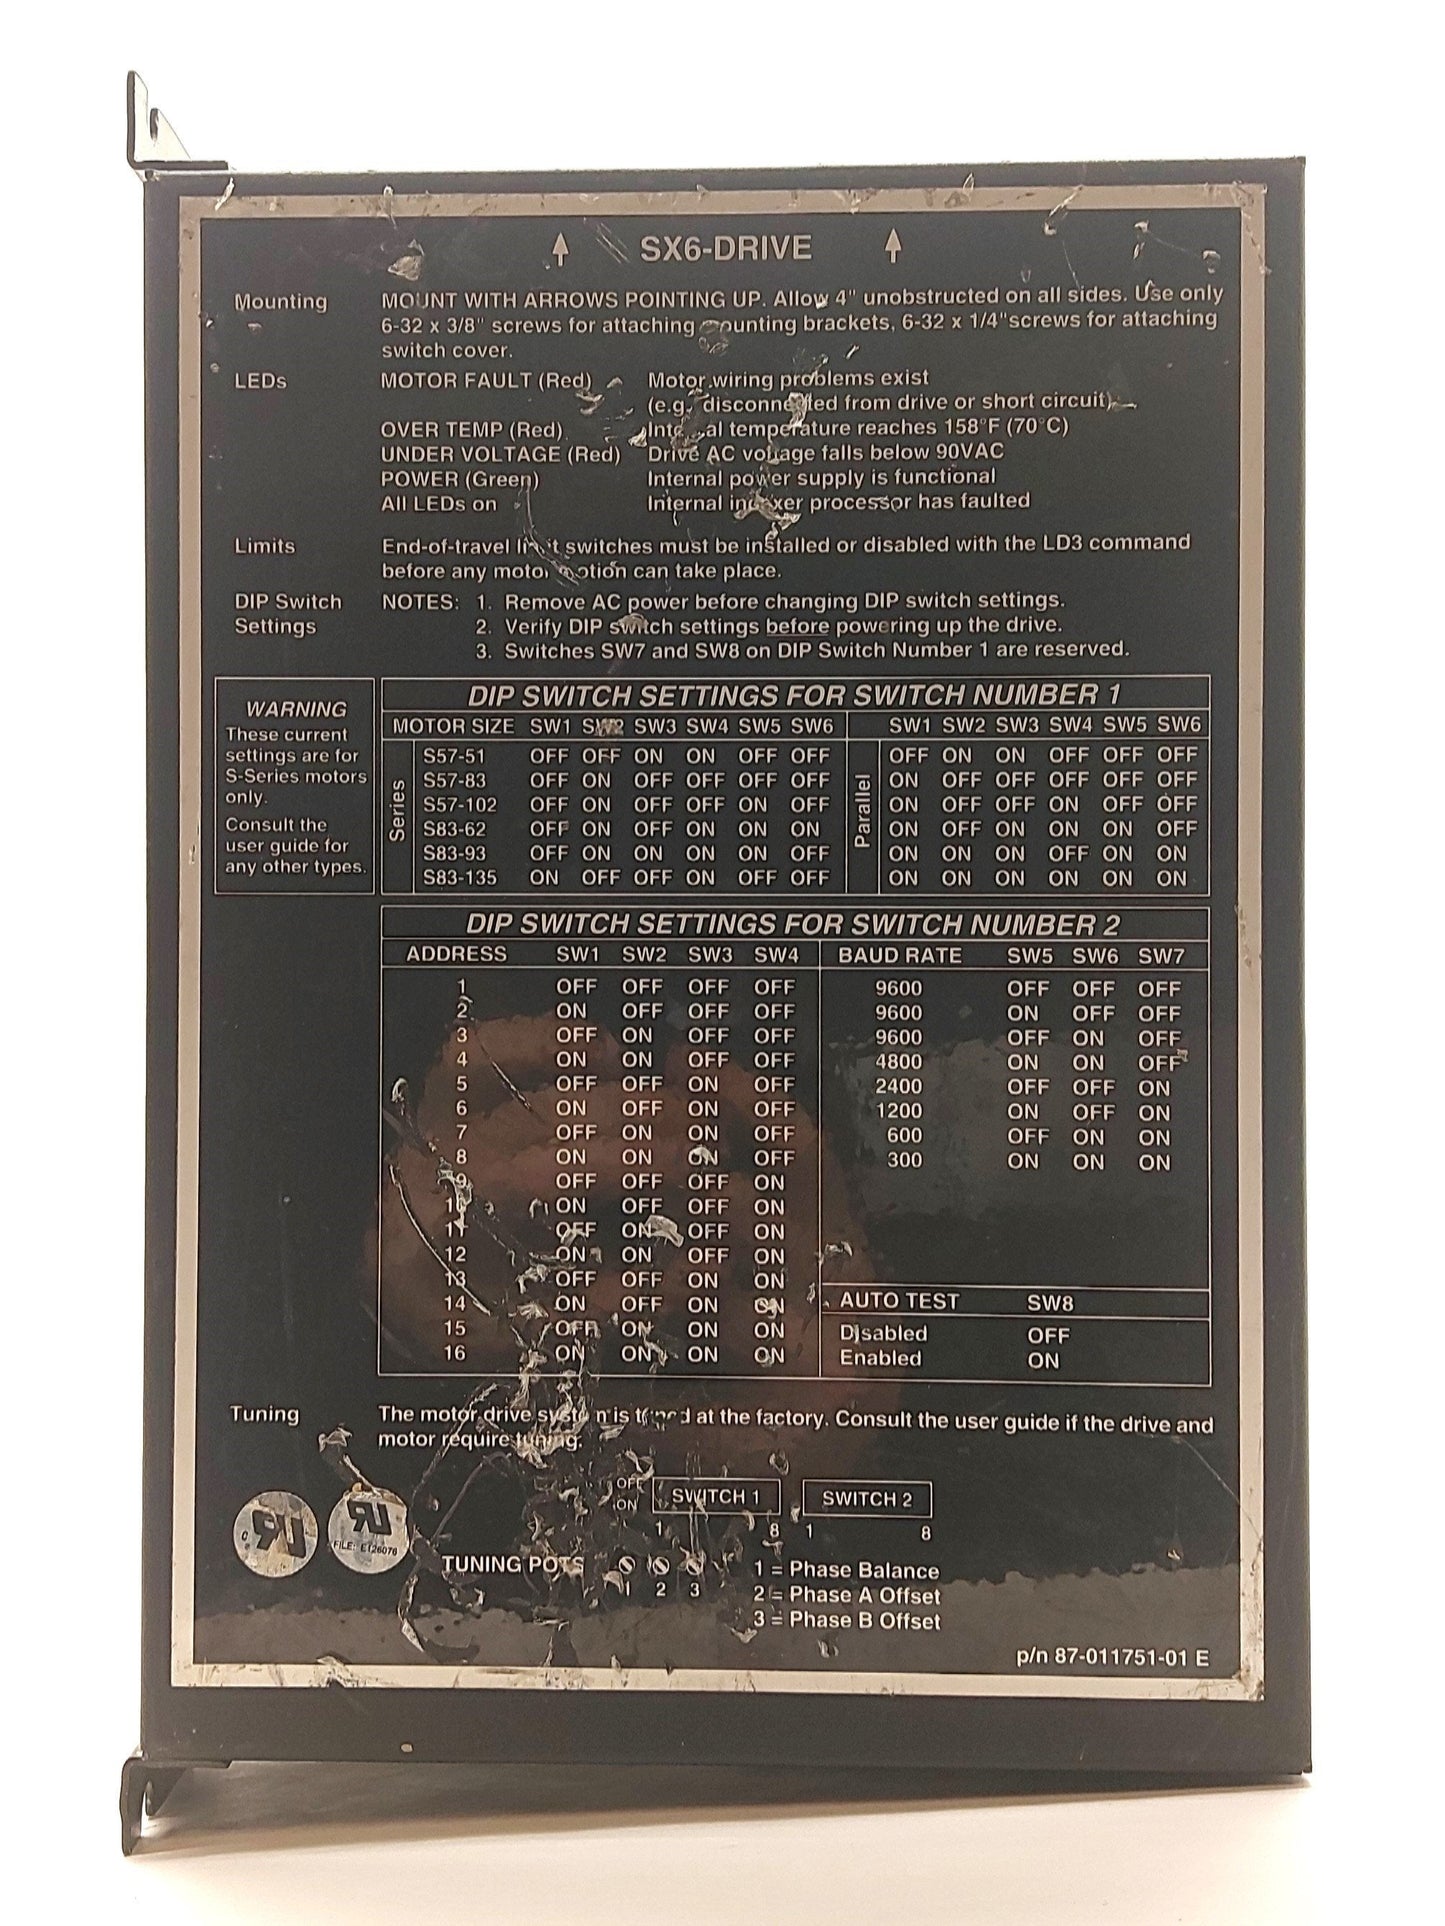 SX6-DRIVE
Mounting MOUNT WITH ARROWS POINTING UP. Allow 4" unobstructed on all sides. Use only
6-32 x 3/8" screws for attaching mounting brackets, 6-32 x 1/4"screws for attaching
switch cover.
LEDs MOTOR FAULT (Red) Motor wiring problems exist
(e.g. disconnected from drive or short circuit)
OVER TEMP (Red) Internal temperature reaches 158°F (70°C)
UNDER VOLTAGE (Red) Drive AC voltage falls below 90VAC
POWER (Green) Internal power supply is functional
All LEDs on Internal indexer processor has faulted
Limits End-of-travel limit switches must be installed or disabled with the LD3 command
before any motor motion can take place.
DIP Switch NOTES: 1. Remove AC power before changing DIP switch settings.
Settings 2. Verify DIP switch settings before powering up the drive.
3. Switches SW7 and SW8 on DIP Switch Number 1 are reserved.
WARNING
These current
settings are for
S-Series motors
only.
Consult the
user guide for
any other types.
DIP SWITCH SETTINGS FOR SWITCH NUMBER 1
MOTOR SIZE SW1 SW2 SW3 SW4 SW5 SW6 SW1 SW2 SW3 SW4 SW5 SW6
Series
Parallel
S57-51 OFF OFF ON ON OFF OFF OFF ON ON OFF OFF OFF
S57-83 OFF ON OFF OFF OFF OFF ON OFF OFF OFF OFF OFF
S57-102 OFF ON OFF OFF ON OFF ON OFF OFF ON OFF OFF
S83-62 OFF ON OFF ON ON ON ON OFF ON ON ON OFF
S83-93 OFF ON ON ON ON OFF ON ON ON OFF ON ON
S83-135 ON OFF OFF ON OFF OFF ON ON ON ON ON ON
DIP SWITCH SETTINGS FOR SWITCH NUMBER 2
ADDRESS SW1 SW2 SW3 SW4 BAUD RATE SW5 SW6 SW7
1 OFF OFF OFF OFF 9600 OFF OFF OFF
2 ON OFF OFF OFF 9600 ON OFF OFF
3 OFF ON OFF OFF 9600 OFF ON OFF
4 ON ON OFF OFF 4800 ON ON OFF
5 OFF OFF ON OFF 2400 OFF OFF ON
6 ON OFF ON OFF 1200 ON OFF ON
7 OFF ON ON OFF 600 OFF ON ON
8 ON ON ON OFF 300 ON ON ON
9 OFF OFF OFF ON
10 ON OFF OFF ON
11 OFF ON OFF ON
12 ON ON OFF ON
13 OFF OFF ON ON
14 ON OFF ON ON
15 OFF ON ON ON
16 ON ON ON ON
AUTO TEST SW8
Disabled OFF
Enabled ON
Tuning The motor drive system is tuned at the factory. Consult the user guide if the drive and
motor require tuning.
OFF
ON
SWITCH 1 SWITCH 2
1 8 1 8
c RU RU
FILE: E126076
TUNING POTS
1 2 3
1 = Phase Balance
2 = Phase A Offset
3 = Phase B Offset
p/n 87-011751-01 E